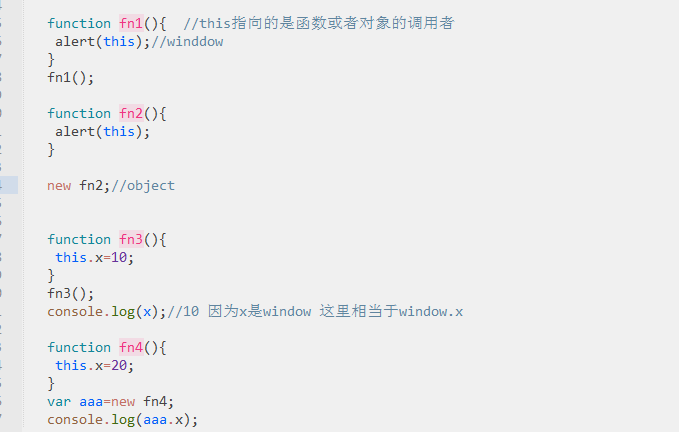 function fn1(){  //this指向的是函数或者对象的调用者
 alert(this);//winddow
}
fn1();
function fn2(){
 alert(this);
}
new fn2;//object
function fn3(){
 this.x=10;
}
fn3();
console.log(x);//10 因为x是window 这里相当于window.x
function fn4(){
 this.x=20;
}
var aaa=new fn4;
console.log(aaa.x);